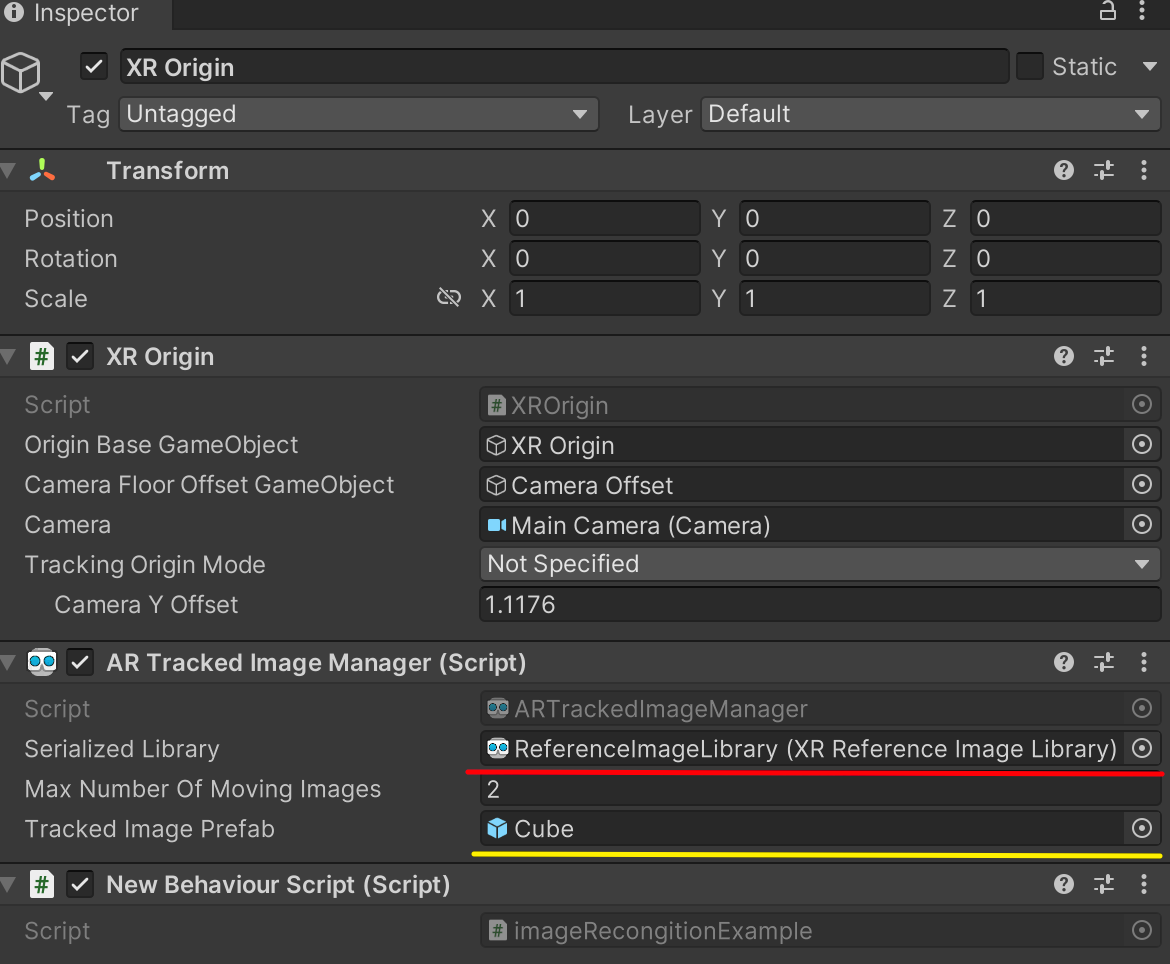 Inspector
XR Origin Static
Tag Untagged Layer Default
Transform
Position X 0 Y 0 Z 0
Rotation X 0 Y 0 Z 0
Scale X 1 Y 1 Z 1
# XR Origin
Script # XROrigin
Origin Base GameObject XR Origin
Camera Floor Offset GameObject Camera Offset
Camera Main Camera (Camera)
Tracking Origin Mode Not Specified
Camera Y Offset 1.1176
AR Tracked Image Manager (Script)
Script ARTrackedImageManager
Serialized Library ReferenceImageLibrary (XR Reference Image Library)
Max Number Of Moving Images 2
Tracked Image Prefab Cube
# New Behaviour Script (Script)
Script # imageRecongitionExample